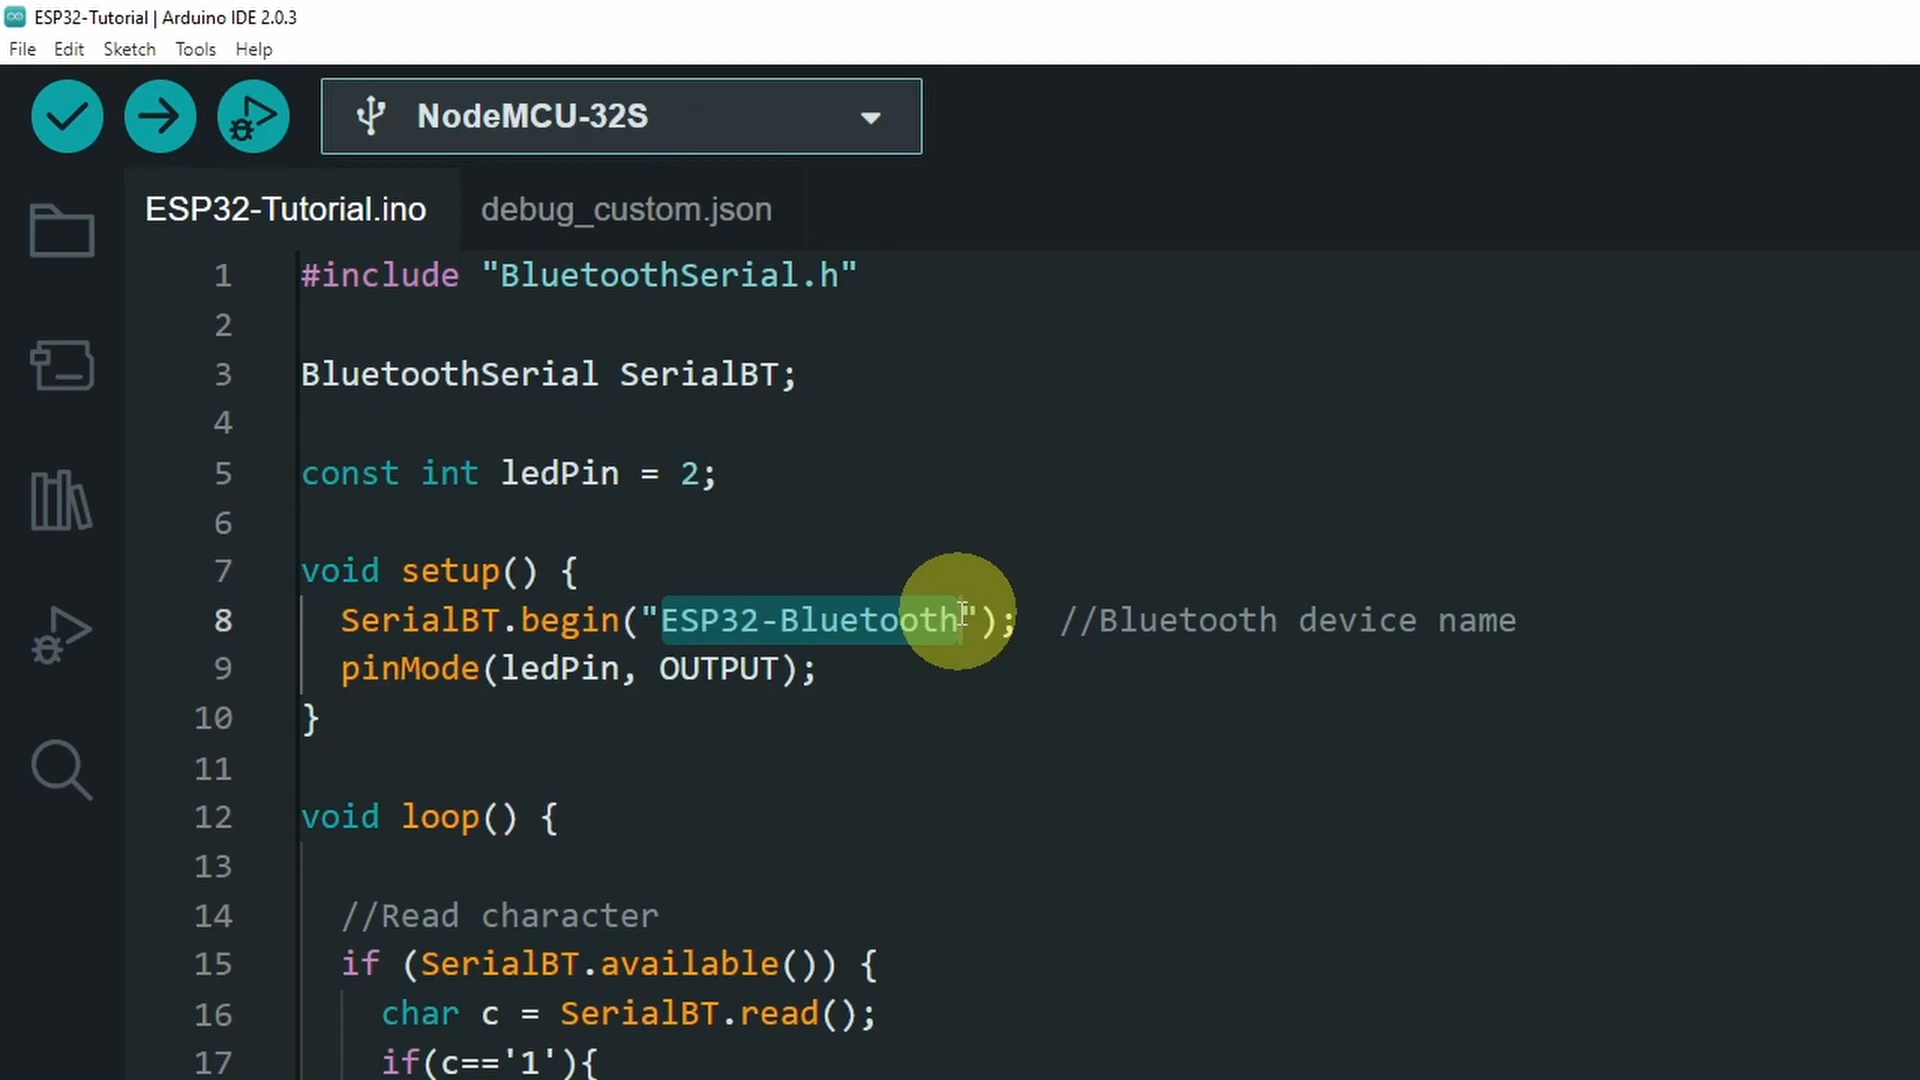 ESP32-Tutorial | Arduino IDE 2.0.3
File Edit Sketch Tools Help
NodeMCU-32S
ESP32-Tutorial.ino debug_custom.json
1 #include "BluetoothSerial.h"
2
3 BluetoothSerial SerialBT;
4
5 const int ledPin = 2;
6
7 void setup() {
8 SerialBT.begin("ESP32-Bluetooth"); //Bluetooth device name
9 pinMode(ledPin, OUTPUT);
10 }
11
12 void loop() {
13
14 //Read character
15 if (SerialBT.available()) {
16 char c = SerialBT.read();
17 if(c=='1'){